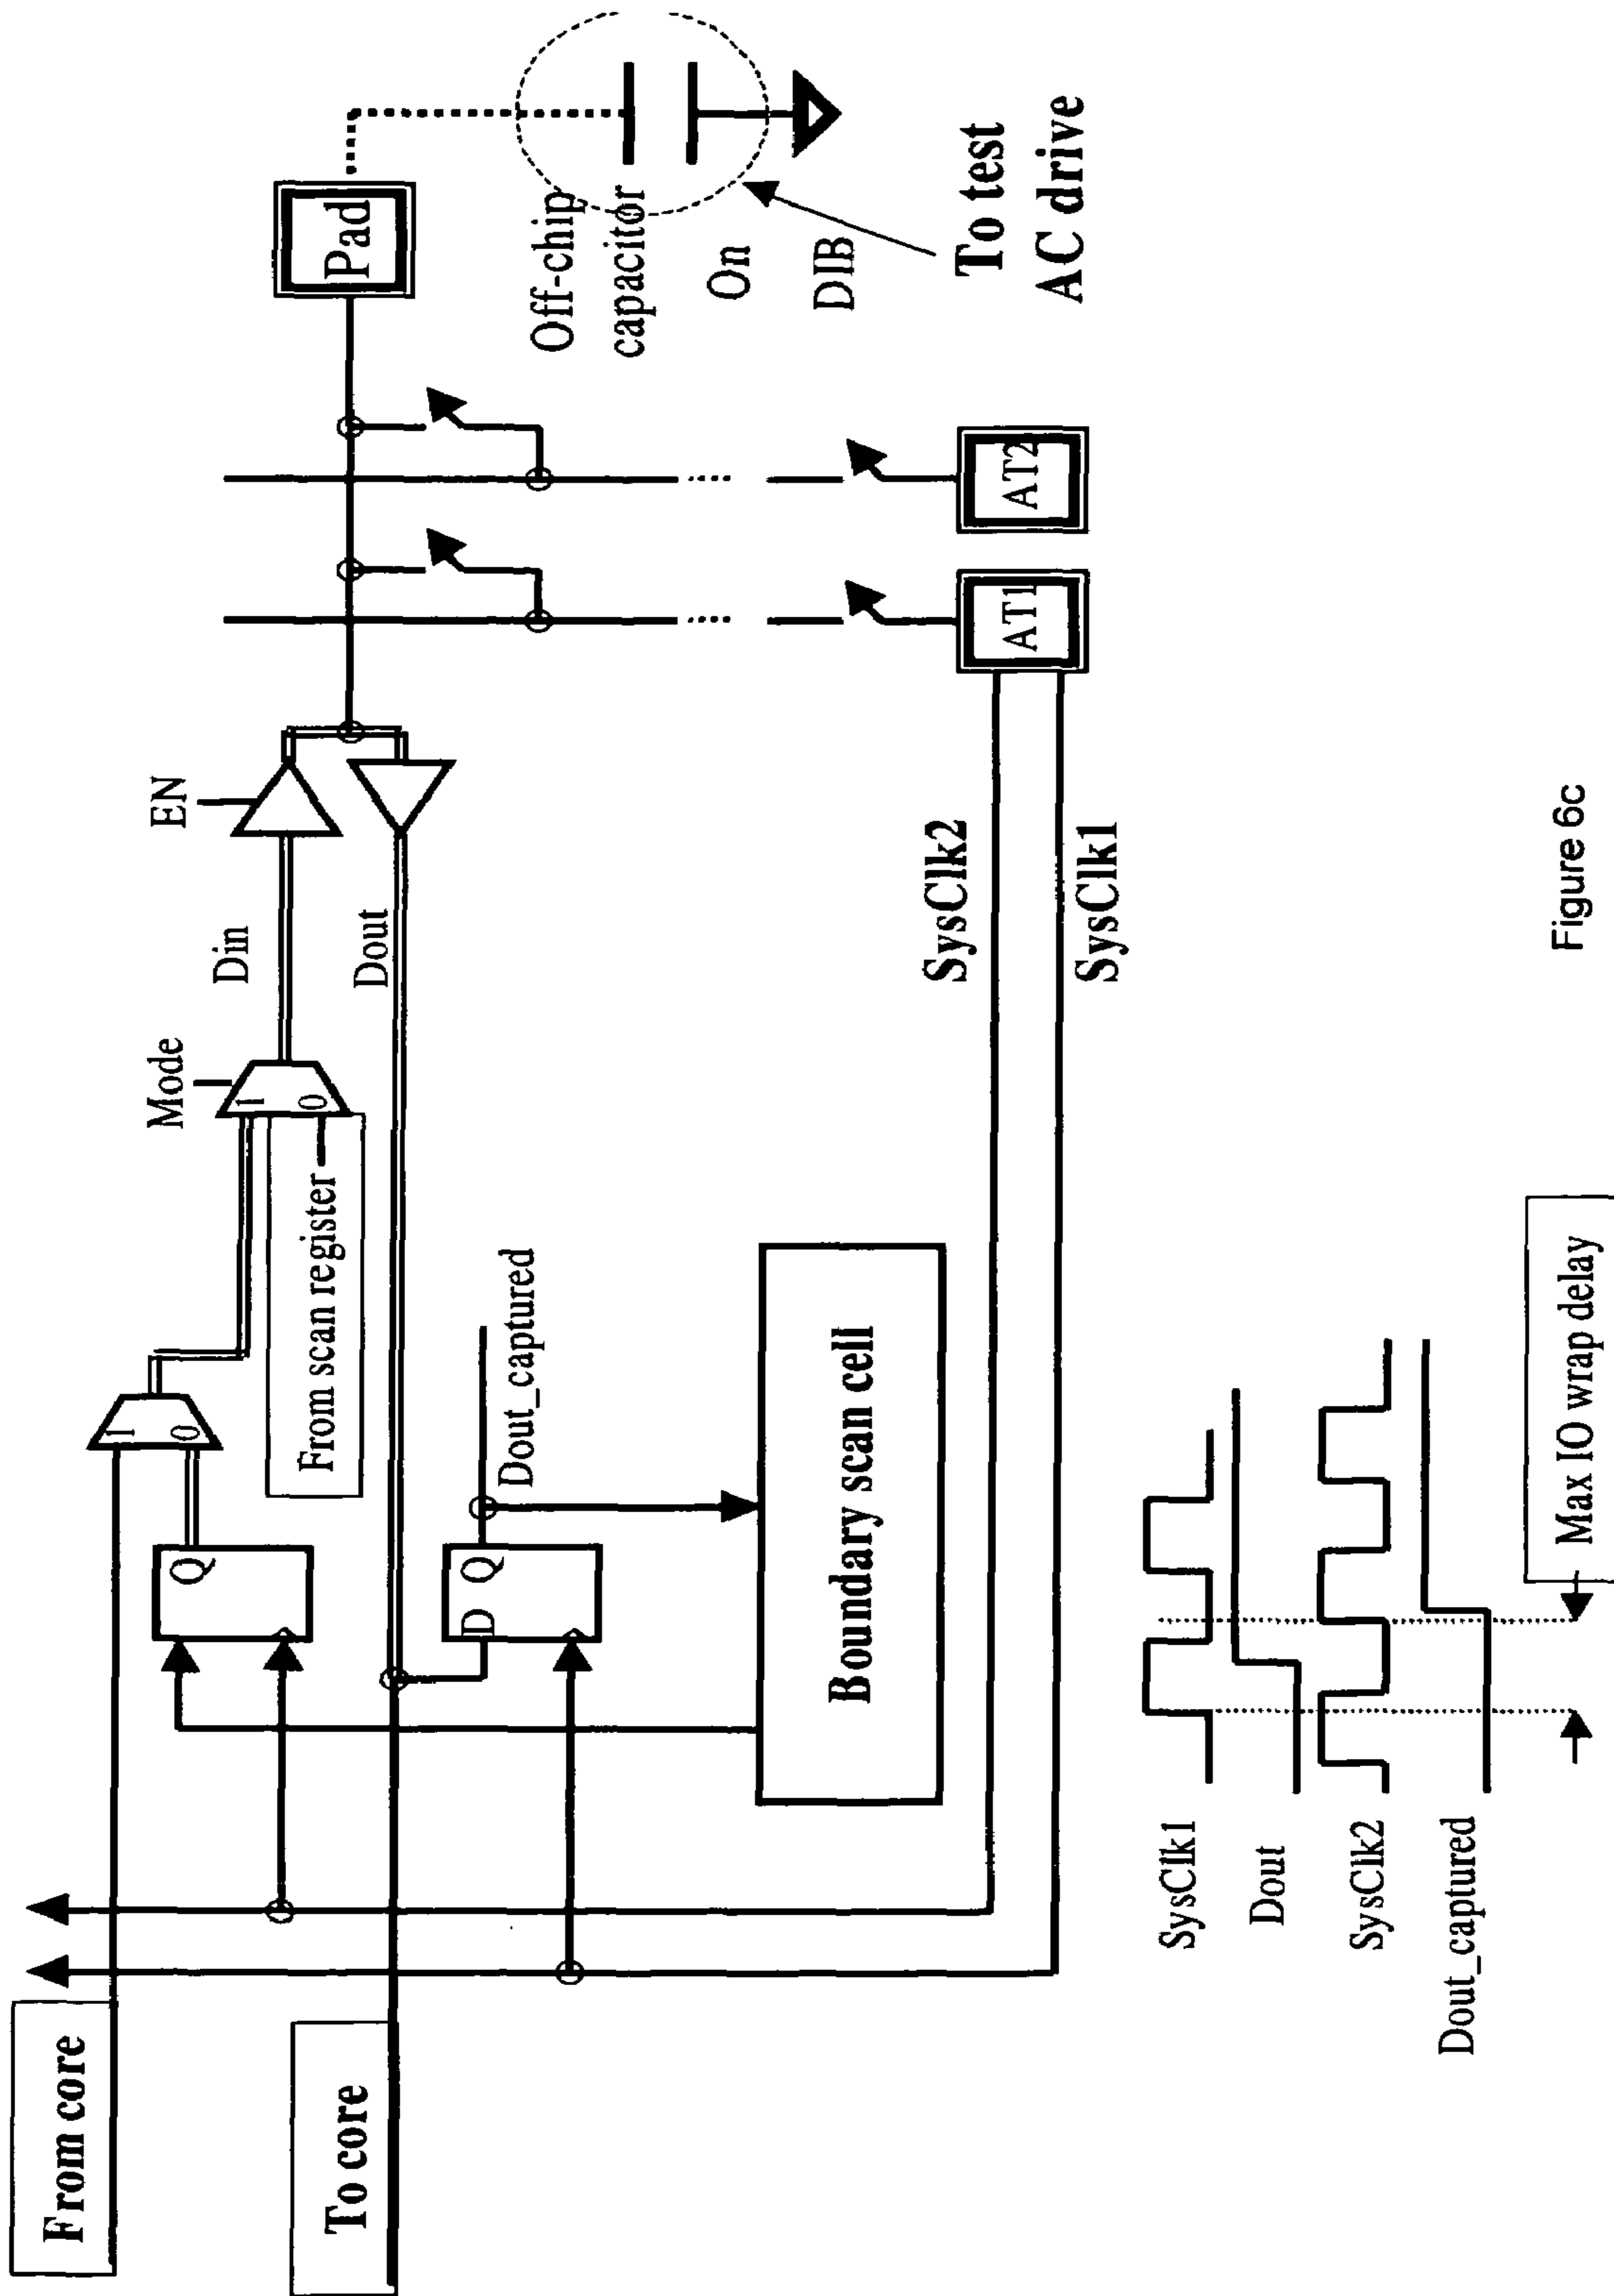 From core
To core
1
0
Q
From scan register
Mode
1
0
Din
EN
Dout
Pad
D Q
Dout_captured
Boundary scan cell
Off-chip
capacitor
On
DIB
To test
AC drive
AT1
AT2
SysClk2
SysClk1
SysClk1
Dout
SysClk2
Dout_captured
Max IO wrap delay
Figure 6c